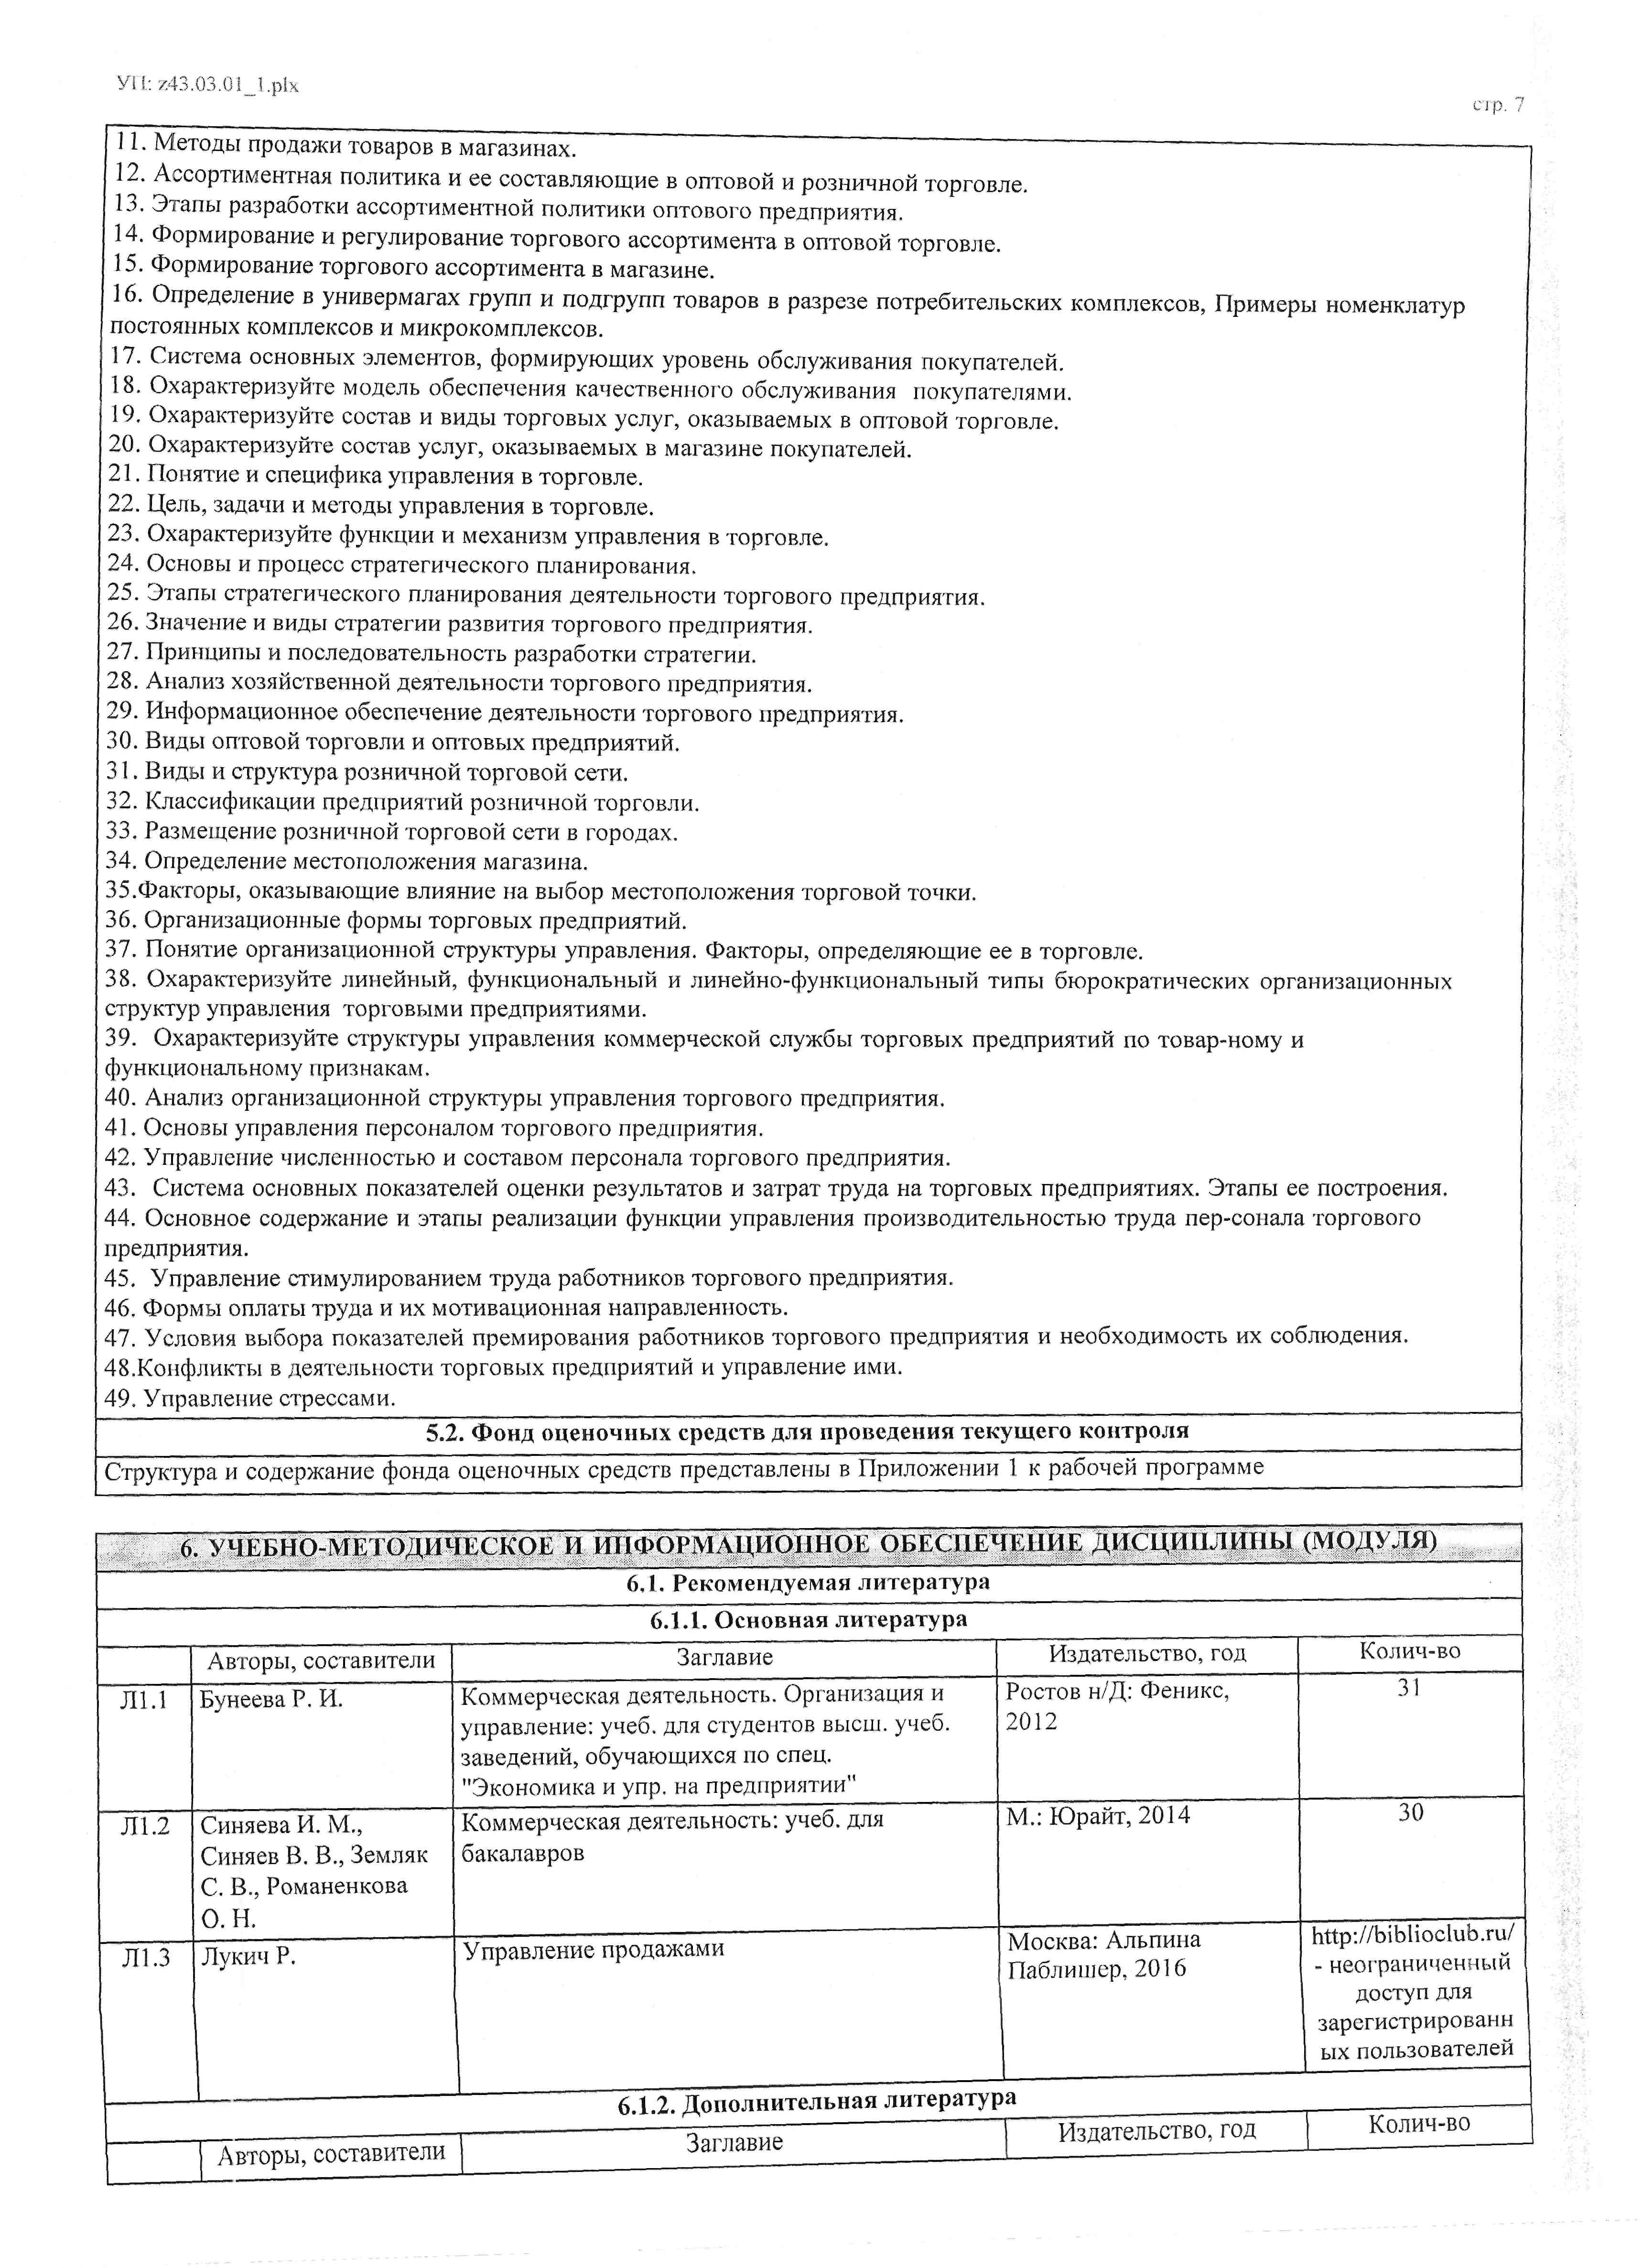 УП: z43.03.01_1.plx
стр. 7
11. Методы продажи товаров в магазинах.
12. Ассортиментная политика и ее составляющие в оптовой и розничной торговле.
13. Этапы разработки ассортиментной политики оптового предприятия.
14. Формирование и регулирование торгового ассортимента в оптовой торговле.
15. Формирование торгового ассортимента в магазине.
16. Определение в универмагах групп и подгрупп товаров в разрезе потребительских комплексов, Примеры номенклатур
постоянных комплексов и микрокомплексов.
17. Система основных элементов, формирующих уровень обслуживания покупателей.
18. Охарактеризуйте модель обеспечения качественного обслуживания покупателями.
19. Охарактеризуйте состав и виды торговых услуг, оказываемых в оптовой торговле.
20. Охарактеризуйте состав услуг, оказываемых в магазине покупателей.
21. Понятие и специфика управления в торговле.
22. Цель, задачи и методы управления в торговле.
23. Охарактеризуйте функции и механизм управления в торговле.
24. Основы и процесс стратегического планирования.
25. Этапы стратегического планирования деятельности торгового предприятия.
26. Значение и виды стратегии развития торгового предприятия.
27. Принципы и последовательность разработки стратегии.
28. Анализ хозяйственной деятельности торгового предприятия.
29. Информационное обеспечение деятельности торгового предприятия.
30. Виды оптовой торговли и оптовых предприятий.
31. Виды и структура розничной торговой сети.
32. Классификации предприятий розничной торговли.
33. Размещение розничной торговой сети в городах.
34. Определение местоположения магазина.
35.Факторы, оказывающие влияние на выбор местоположения торговой точки.
36. Организационные формы торговых предприятий.
37. Понятие организационной структуры управления. Факторы, определяющие ее в торговле.
38. Охарактеризуйте линейный, функциональный и линейно-функциональный типы бюрократических организационных
структур управления торговыми предприятиями.
39. Охарактеризуйте структуры управления коммерческой службы торговых предприятий по товар-ному и
функциональному признакам.
40. Анализ организационной структуры управления торгового предприятия.
41. Основы управления персоналом торгового предприятия.
42. Управление численностью и составом персонала торгового предприятия.
43. Система основных показателей оценки результатов и затрат труда на торговых предприятиях. Этапы ее построения.
44. Основное содержание и этапы реализации функции управления производительностью труда пер-сонала торгового
предприятия.
45. Управление стимулированием труда работников торгового предприятия.
46. Формы оплаты труда и их мотивационная направленность.
47. Условия выбора показателей премирования работников торгового предприятия и необходимость их соблюдения.
48.Конфликты в деятельности торговых предприятий и управление ими.
49. Управление стрессами.
5.2. Фонд оценочных средств для проведения текущего контроля
Структура и содержание фонда оценочных средств представлены в Приложении 1 к рабочей программе
6. УЧЕБНО-МЕТОДИЧЕСКОЕ И ИНФОРМАЦИОННОЕ ОБЕСПЕЧЕНИЕ ДИСЦИПЛИНЫ (МОДУЛЯ)
6.1. Рекомендуемая литература
6.1.1. Основная литература
Авторы, составители Заглавие Издательство, год Колич-во
Л1.1 Бунеева Р. И. Коммерческая деятельность. Организация и Ростов н/Д: Феникс, 31
управление: учеб. для студентов высш. учеб. 2012
заведений, обучающихся по спец.
"Экономика и упр. на предприятии"
Л1.2 Синяева И. М., Коммерческая деятельность: учеб. для М.: Юрайт, 2014 30
Синяев В. В., Земляк бакалавров
С. В., Романенкова
О. Н.
Л1.3 Лукич Р. Управление продажами Москва: Альпина http://biblioclub.ru/
Паблишер, 2016 - неограниченный
доступ для
зарегистрированн
ых пользователей
6.1.2. Дополнительная литература
Авторы, составители Заглавие Издательство, год Колич-во